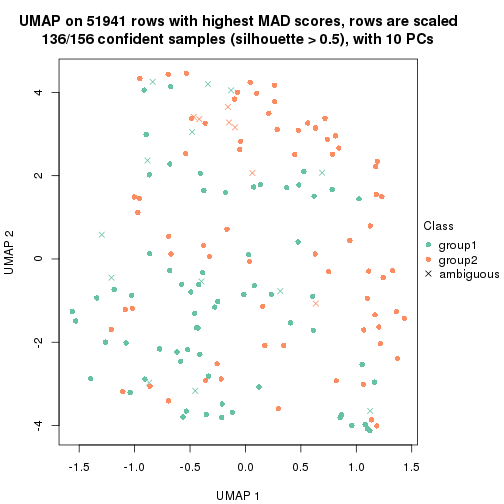 UMAP on 51941 rows with highest MAD scores, rows are scaled
136/156 confident samples (silhouette > 0.5), with 10 PCs
4
2
0
-2
-4
UMAP 2
-1.5
-1.0
-0.5
0.0
0.5
1.0
1.5
UMAP 1
Class
group1
group2
ambiguous